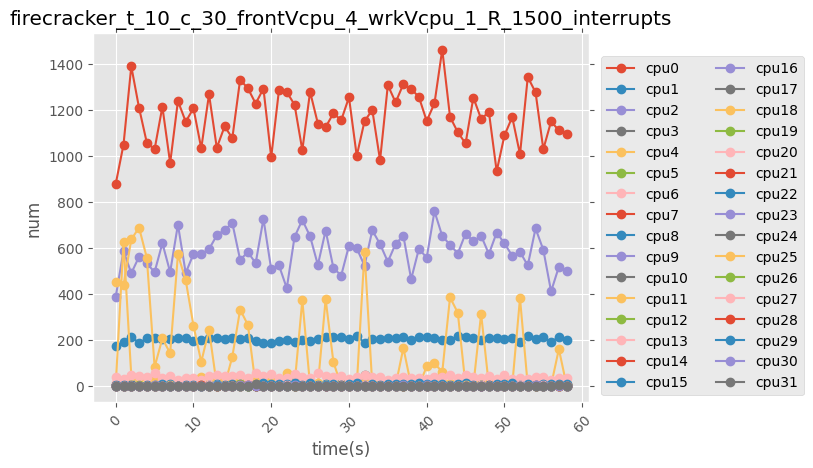 firecracker_t_10_c_30_frontVcpu_4_wrkVcpu_1_R_1500_interrupts
num
1400
1200
1000
800
600
400
200
0
0
10
20
30
40
50
60
time(s)
cpu0
cpu1
cpu2
cpu3
cpu4
cpu5
cpu6
cpu7
cpu8
cpu9
cpu10
cpu11
cpu12
cpu13
cpu14
cpu15
cpu16
cpu17
cpu18
cpu19
cpu20
cpu21
cpu22
cpu23
cpu24
cpu25
cpu26
cpu27
cpu28
cpu29
cpu30
cpu31